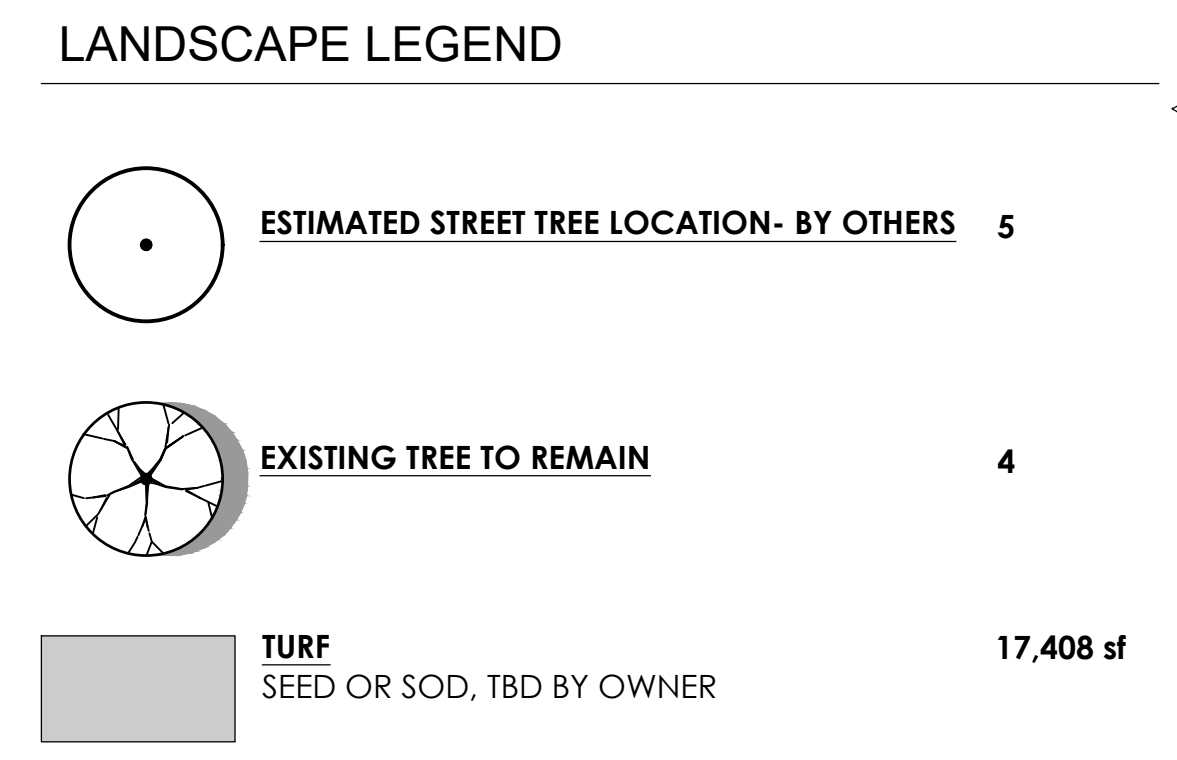 LANDSCAPE LEGEND
ESTIMATED STREET TREE LOCATION- BY OTHERS 5
EXISTING TREE TO REMAIN 4
TURF 17,408 sf
SEED OR SOD, TBD BY OWNER